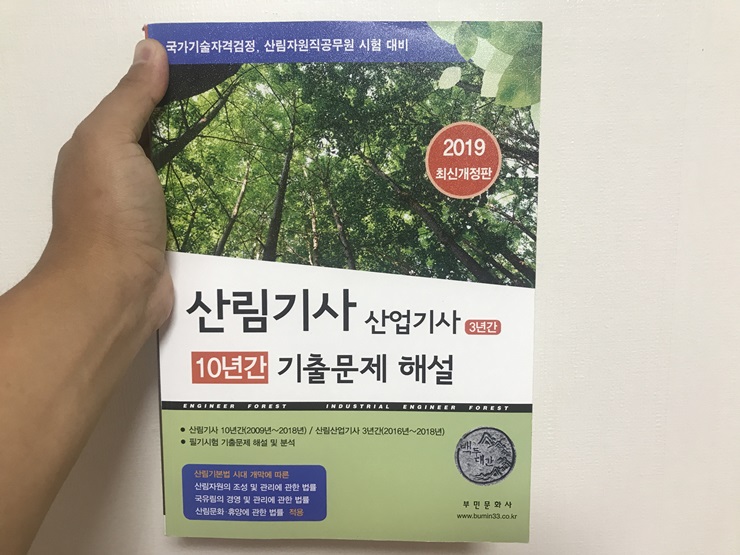 국가기술자격검정, 산림자원직공무원 시험 대비
2019
최신개정판
산림기사 산업기사 3년간
10년간 기출문제 해설
ENGINEER FOREST INDUSTRIAL ENGINEER FOREST
● 산림기사 10년간(2009년~2018년) / 산림산업기사 3년간(2016년~2018년)
● 필기시험 기출문제 해설 및 분석
백두대간
산림기본법 시대 개막에 따른
산림자원의 조성 및 관리에 관한 법률
국유림의 경영 및 관리에 관한 법률
산림문화·휴양에 관한 법률 적용
부민문화사
www.bumin33.co.kr